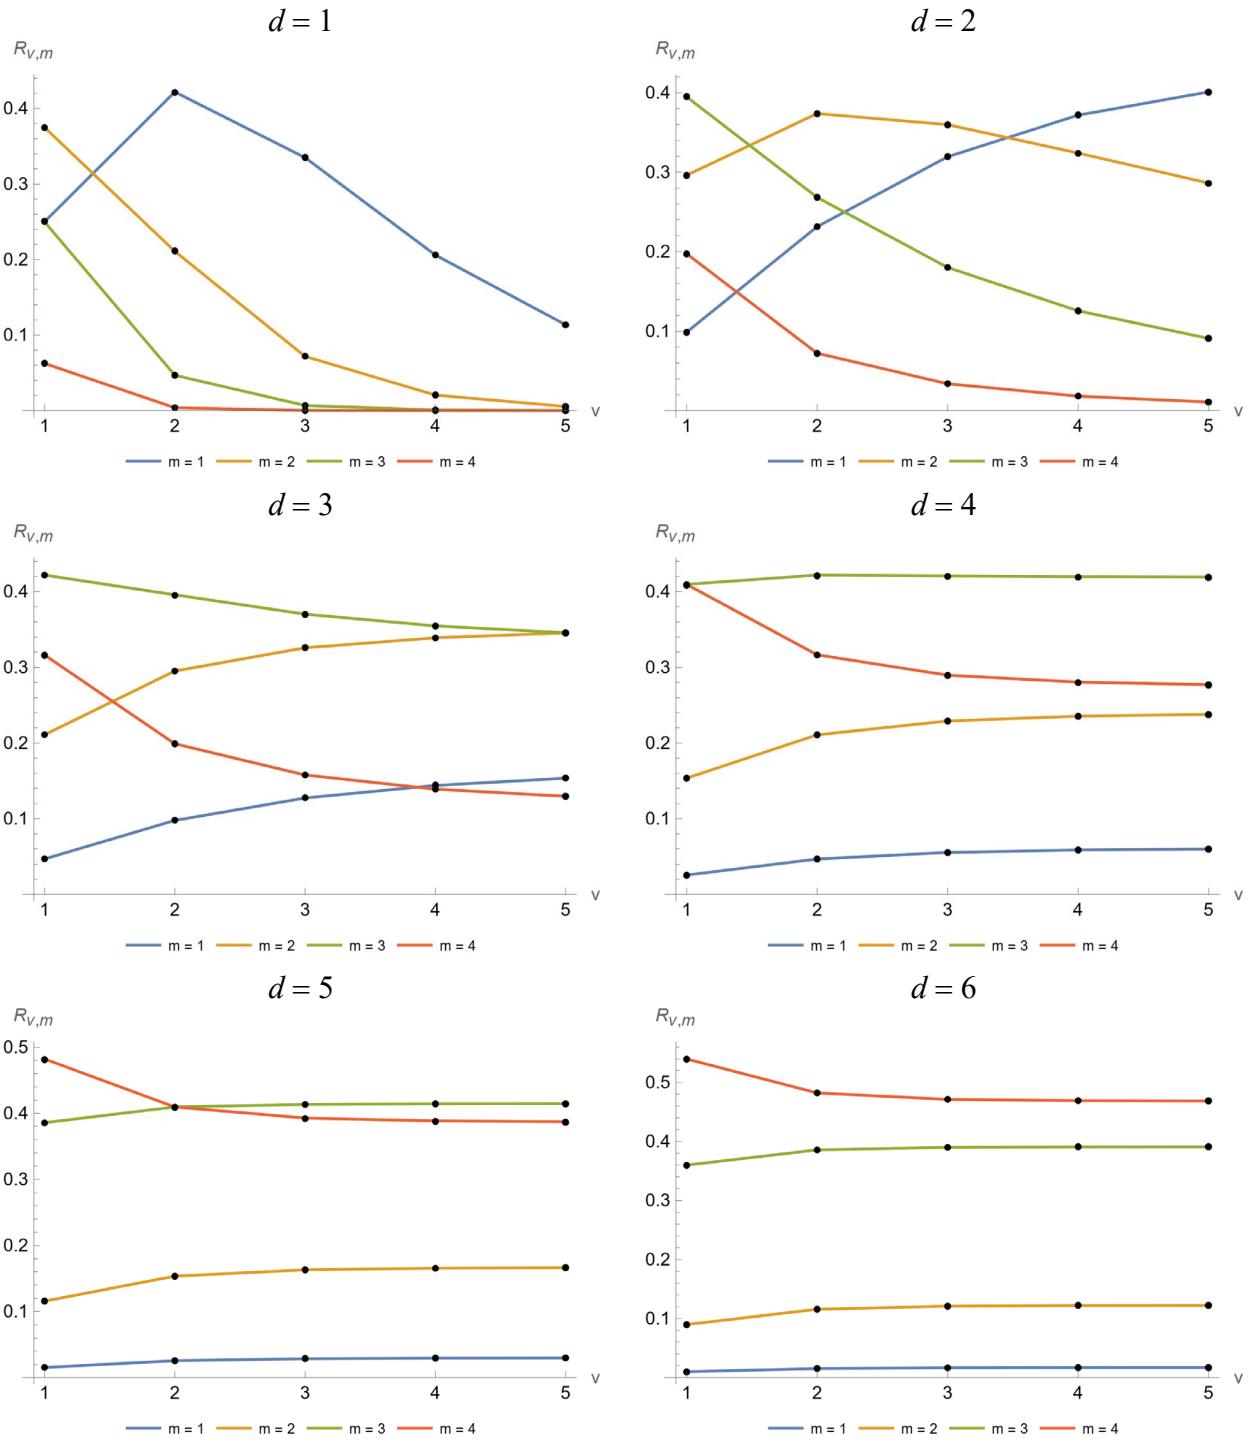 d = 1
R_{v,m}
0.4
0.3
0.2
0.1
1 2 3 4 5 v
m = 1 m = 2 m = 3 m = 4
d = 2
R_{v,m}
0.4
0.3
0.2
0.1
1 2 3 4 5 v
m = 1 m = 2 m = 3 m = 4
d = 3
R_{v,m}
0.4
0.3
0.2
0.1
1 2 3 4 5 v
m = 1 m = 2 m = 3 m = 4
d = 4
R_{v,m}
0.4
0.3
0.2
0.1
1 2 3 4 5 v
m = 1 m = 2 m = 3 m = 4
d = 5
R_{v,m}
0.5
0.4
0.3
0.2
0.1
1 2 3 4 5 v
m = 1 m = 2 m = 3 m = 4
d = 6
R_{v,m}
0.5
0.4
0.3
0.2
0.1
1 2 3 4 5 v
m = 1 m = 2 m = 3 m = 4